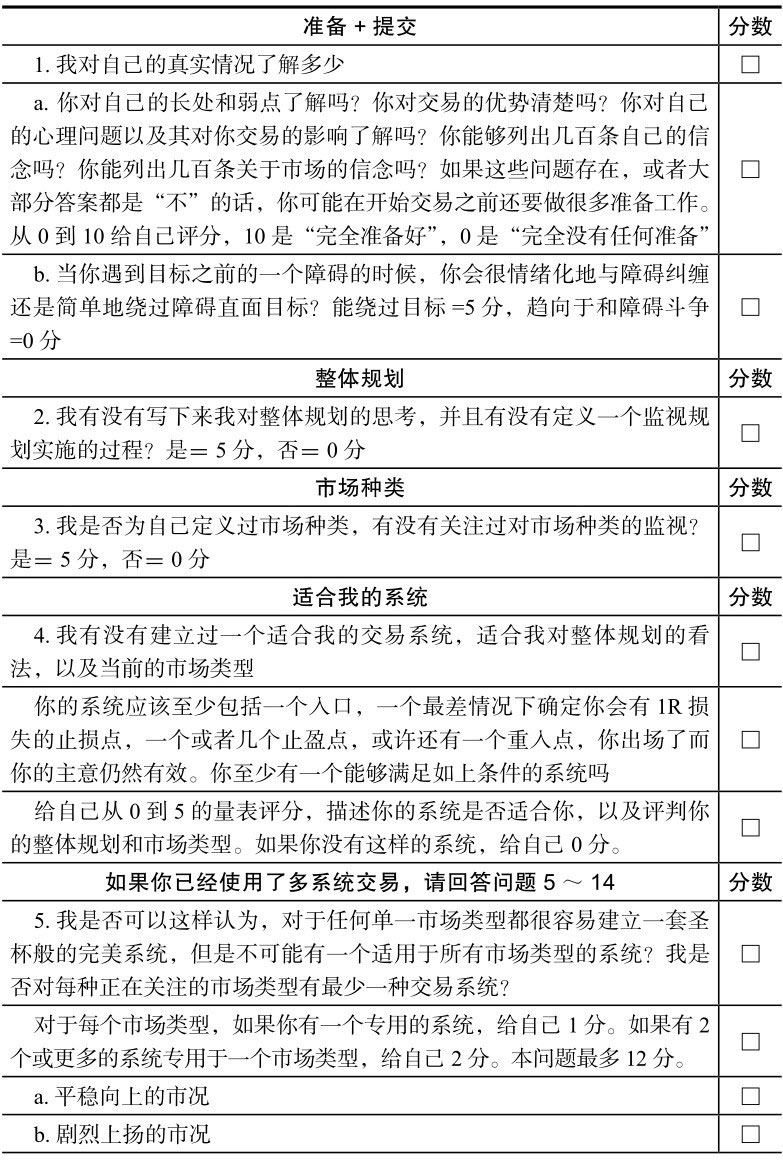 准备 + 提交 分数
1. 我对自己的真实情况了解多少 □
a. 你对自己的长处和弱点了解吗？你对交易的优势清楚吗？你对自己
的心理问题以及其对你交易的影响了解吗？你能够列出几百条自己的信
念吗？你能列出几百条关于市场的信念吗？如果这些问题存在，或者大
部分答案都是“不”的话，你可能在开始交易之前还要做很多准备工作。 □
从 0 到 10 给自己评分，10 是“完全准备好”，0 是“完全没有任何准备”
b. 当你遇到目标之前的一个障碍的时候，你会很情绪化地与障碍纠缠
还是简单地绕过障碍直面目标？能绕过目标 =5 分，趋向于和障碍斗争 □
=0 分
整体规划 分数
2. 我有没有写下来我对整体规划的思考，并且有没有定义一个监视规
划实施的过程？是＝ 5 分，否＝ 0 分 □
市场种类 分数
3. 我是否为自己定义过市场种类，有没有关注过对市场种类的监视？
是＝ 5 分，否＝ 0 分 □
适合我的系统 分数
4. 我有没有建立过一个适合我的交易系统，适合我对整体规划的看
法，以及当前的市场类型 □
你的系统应该至少包括一个入口，一个最差情况下确定你会有 1R 损
失的止损点，一个或者几个止盈点，或许还有一个重入点，你出场了而 □
你的主意仍然有效。你至少有一个能够满足如上条件的系统吗
给自己从 0 到 5 的量表评分，描述你的系统是否适合你，以及评判你
的整体规划和市场类型。如果你没有这样的系统，给自己 0 分。 □
如果你已经使用了多系统交易，请回答问题 5 ～ 14 分数
5. 我是否可以这样认为，对于任何单一市场类型都很容易建立一套圣
杯般的完美系统，但是不可能有一个适用于所有市场类型的系统？我是 □
否对每种正在关注的市场类型有最少一种交易系统？
对于每个市场类型，如果你有一个专用的系统，给自己 1 分。如果有 2
个或更多的系统专用于一个市场类型，给自己 2 分。本问题最多 12 分。 □
a. 平稳向上的市况 □
b. 剧烈上扬的市况 □